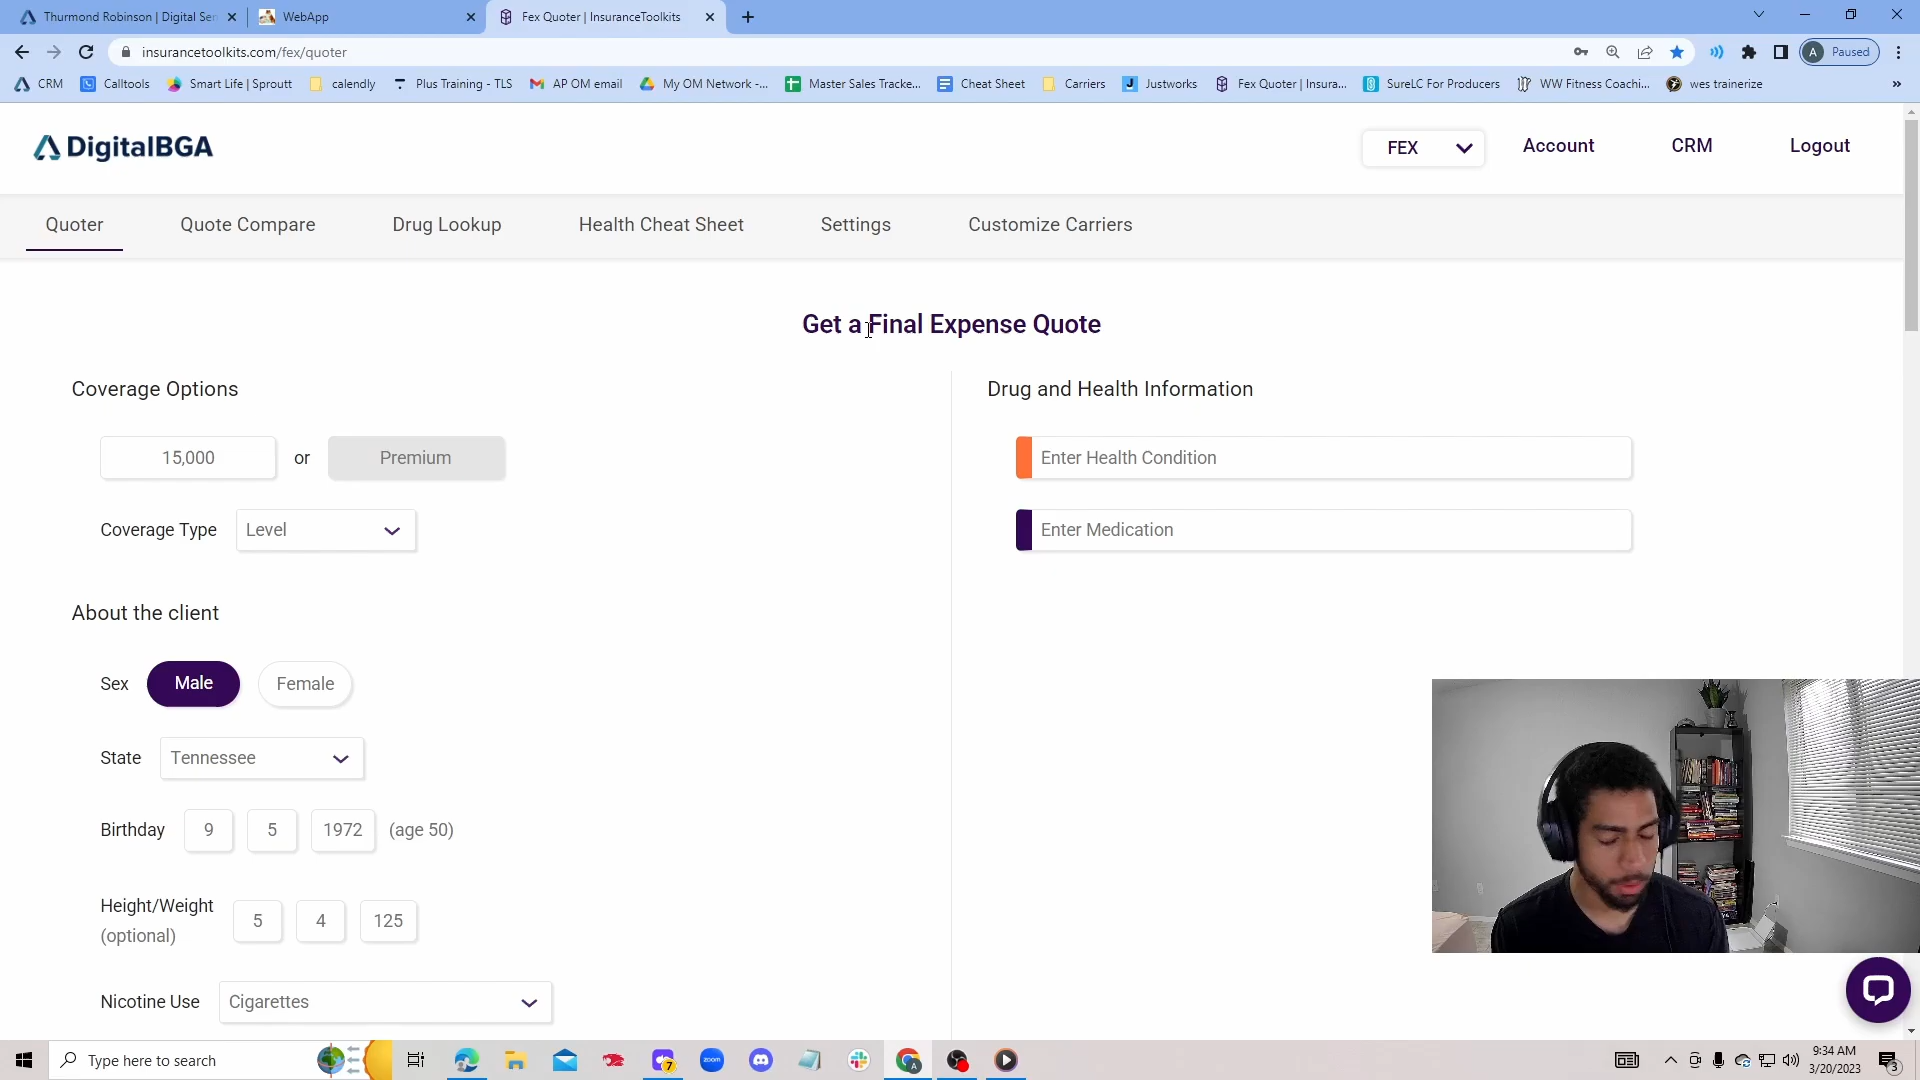 Thurmond Robinson | Digital Sen
WebApp
Fex Quoter | InsuranceToolkits
insurancetoolkits.com/fex/quoter
A Paused
CRM
Calltools
Smart Life | Sproutt
calendly
Plus Training - TLS
AP OM email
My OM Network -...
Master Sales Tracke...
Cheat Sheet
Carriers
Justworks
Fex Quoter | Insura...
SureLC For Producers
WW Fitness Coachi...
wes trainerize
»
DigitalBGA
FEX
Account
CRM
Logout
Quoter
Quote Compare
Drug Lookup
Health Cheat Sheet
Settings
Customize Carriers
Get a Final Expense Quote
Coverage Options
15,000 or Premium
Coverage Type Level
Drug and Health Information
Enter Health Condition
Enter Medication
About the client
Sex Male Female
State Tennessee
Birthday 9 5 1972 (age 50)
Height/Weight
(optional)
5 4 125
Nicotine Use Cigarettes
Type here to search
7
zoom
A
9:34 AM
3/20/2023
3